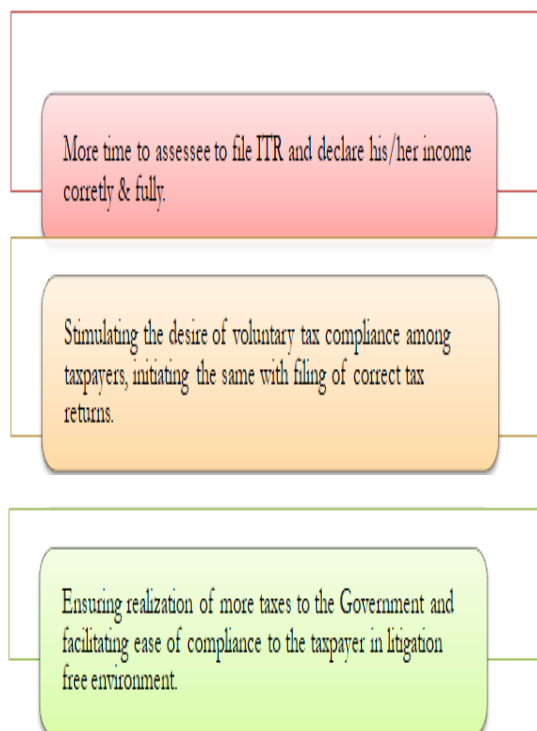 More time to assessee to file ITR and declare his/her income
corretly & fully.
Stimulating the desire of voluntary tax compliance among
taxpayers, initiating the same with filing of correct tax
returns.
Ensuring realization of more taxes to the Government and
facilitating ease of compliance to the taxpayer in litigation
free environment.